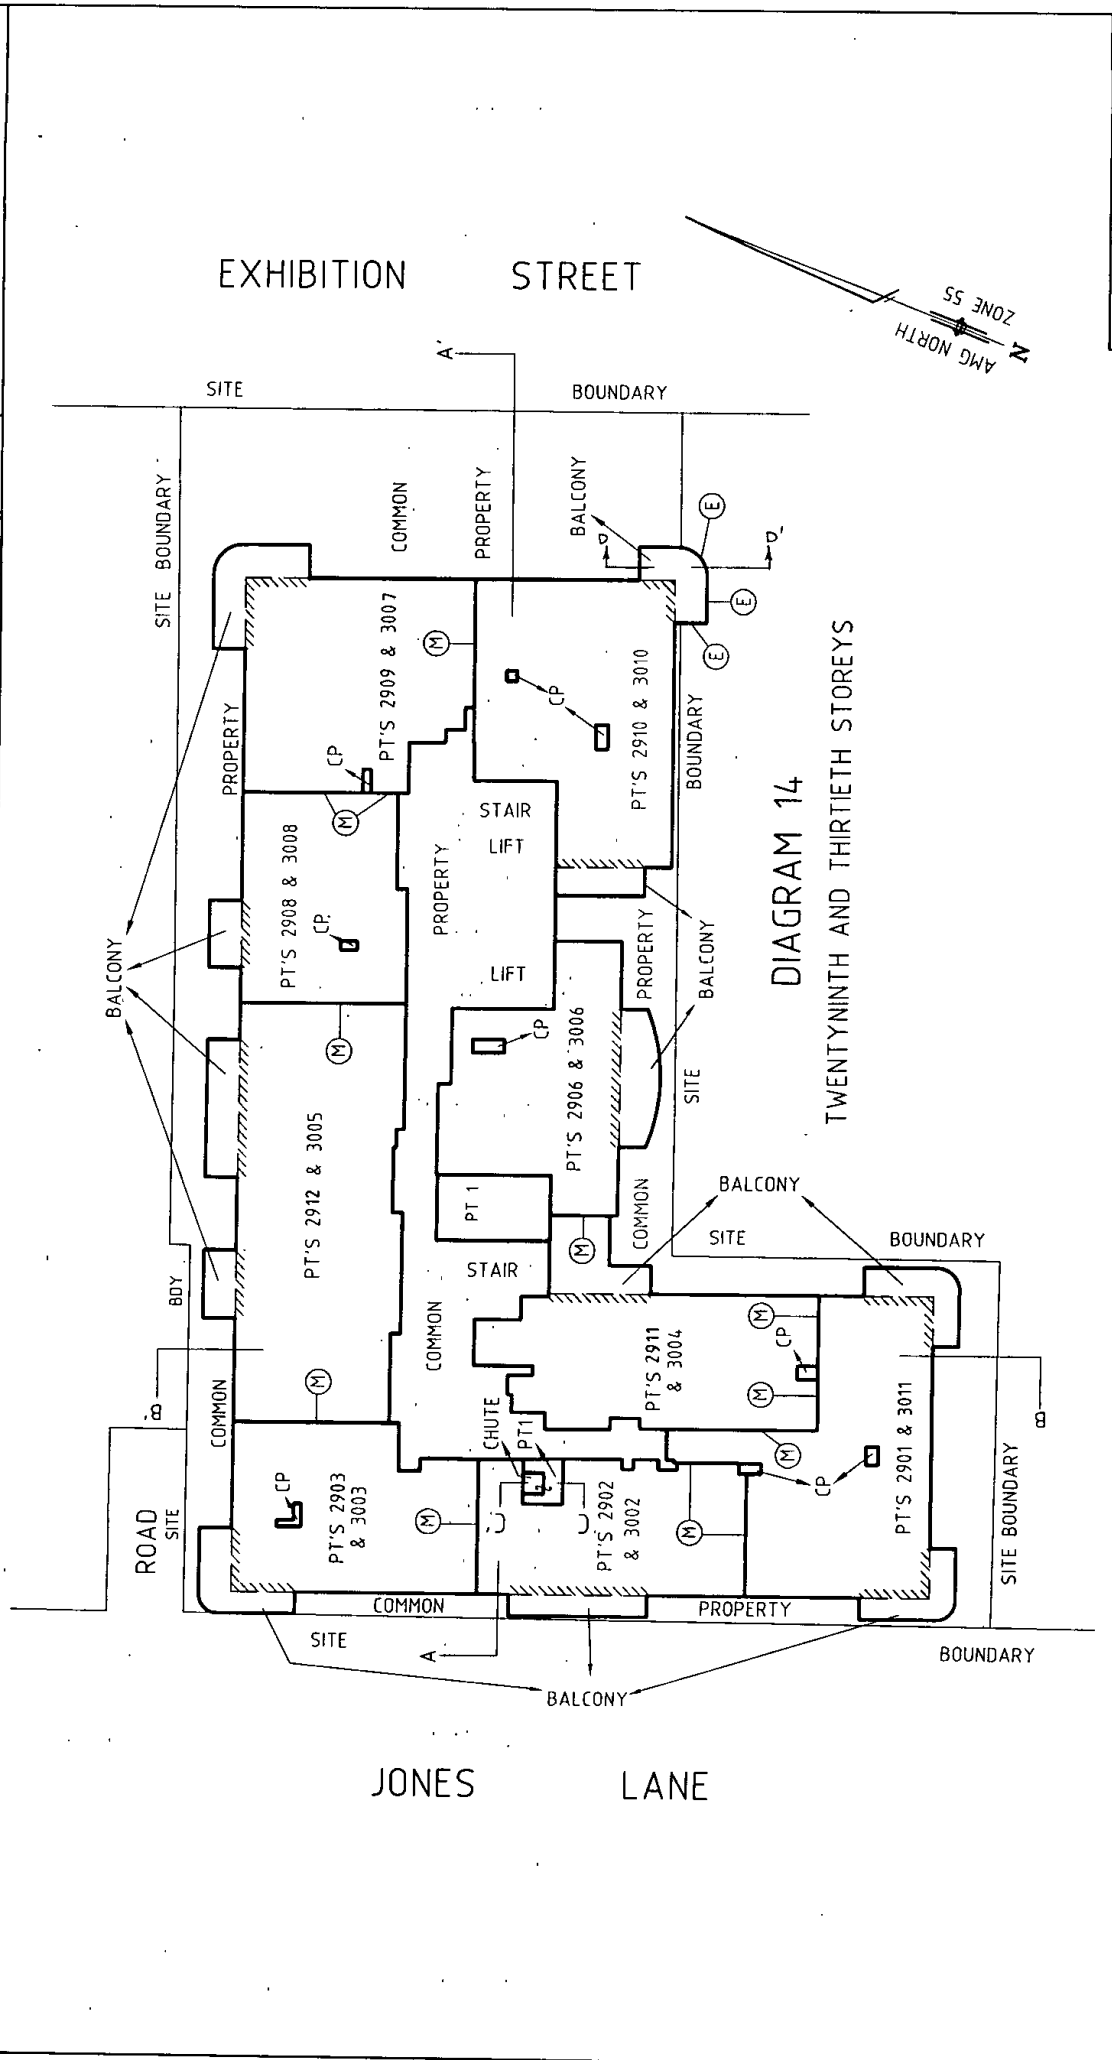 EXHIBITION STREET
AMG NORTH
ZONE 55
N
A'
SITE BOUNDARY
SITE BOUNDARY
COMMON PROPERTY
BALCONY
D
D'
E
E
E
PT'S 2909 & 3007
M
CP
PT'S 2910 & 3010
BOUNDARY
PROPERTY
CP
M
PT'S 2908 & 3008
CP
STAIR
LIFT
PROPERTY
LIFT
PROPERTY
BALCONY
BALCONY
DIAGRAM 14
TWENTYNINTH AND THIRTIETH STOREYS
M
CP
PT'S 2906 & 3006
SITE
PT'S 2912 & 3005
PT 1
COMMON
M
STAIR
BALCONY
SITE BOUNDARY
BDY
COMMON
PT'S 2911
& 3004
M
M
CP
B'
B
M
COMMON
CHUTE
PT1
M
CP
PT'S 2901 & 3011
ROAD
SITE
CP
PT'S 2903
& 3003
M
PT'S 2902
& 3002
M
SITE BOUNDARY
COMMON PROPERTY
SITE
A
BOUNDARY
BALCONY
JONES LANE